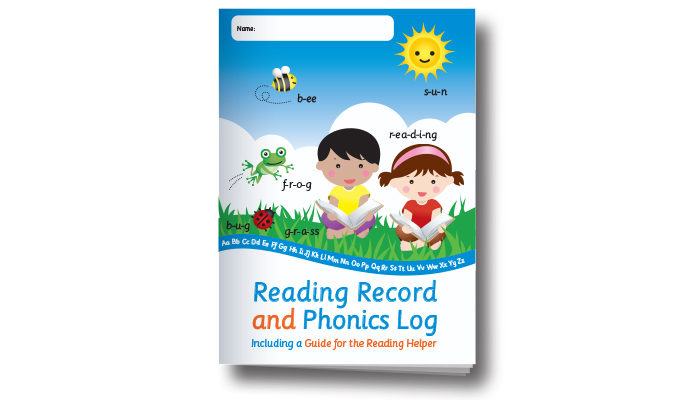 Name:
s-u-n
b-ee
r-ea-d-i-ng
f-r-o-g
b-u-g
g-r-a-ss
Aa Bb Cc Dd Ee Ff Gg Hh Ii Jj Kk Ll Mm Nn Oo Pp Qq Rr Ss Tt Uu Vv Ww Xx Yy Zz
Reading Record
and Phonics Log
Including a Guide for the Reading Helper